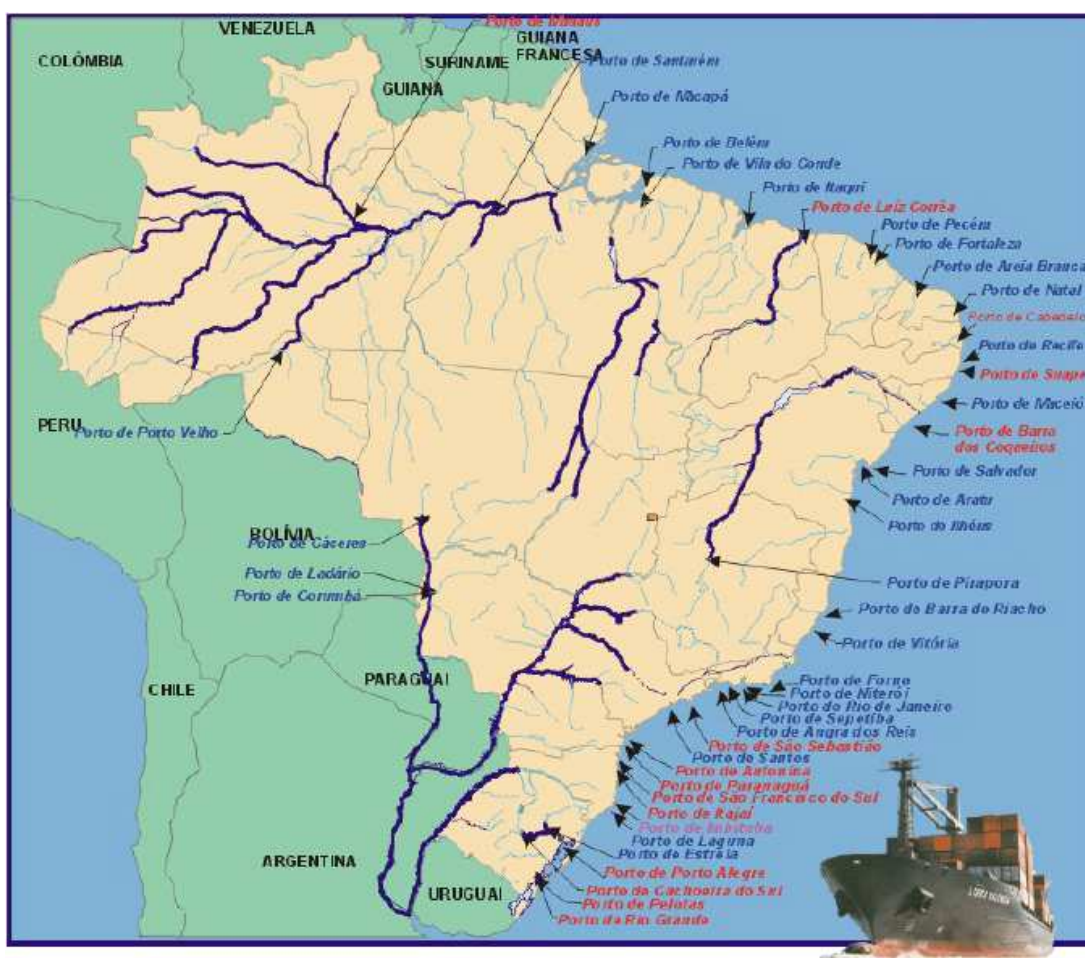 VENEZUELA
Porto de Manaus
COLÔMBIA
GUIANA
FRANCESA
SURINAME
Porto de Santarém
GUIANA
Porto de Macapá
Porto de Belém
Porto de Vila do Conde
Porto de Itaqui
Porto de Luiz Corrêa
Porto de Pecém
Porto de Fortaleza
Porto de Areia Branca
Porto de Natal
Porto de Cabedelo
Porto de Recife
Porto de Suape
Porto de Maceió
PERU
Porto de Porto Velho
Porto de Barra
dos Coqueiros
Porto de Salvador
Porto de Aratu
Porto de Ilhéus
BOLÍVIA
Porto de Cáceres
Porto de Ladário
Porto de Corumbá
Porto de Pirapora
Porto de Barra do Riacho
Porto de Vitória
PARAGUAI
CHILE
Porto de Forno
Porto de Niterói
Porto do Rio de Janeiro
Porto de Sepetiba
Porto de Angra dos Reis
Porto de São Sebastião
Porto de Santos
Porto de Antonina
Porto de Paranaguá
Porto de São Francisco do Sul
Porto de Itajaí
Porto de Imbituba
Porto de Laguna
Porto de Estrela
ARGENTINA
Porto de Porto Alegre
URUGUAI
Porto de Cachoeira do Sul
Porto de Pelotas
Porto de Rio Grande